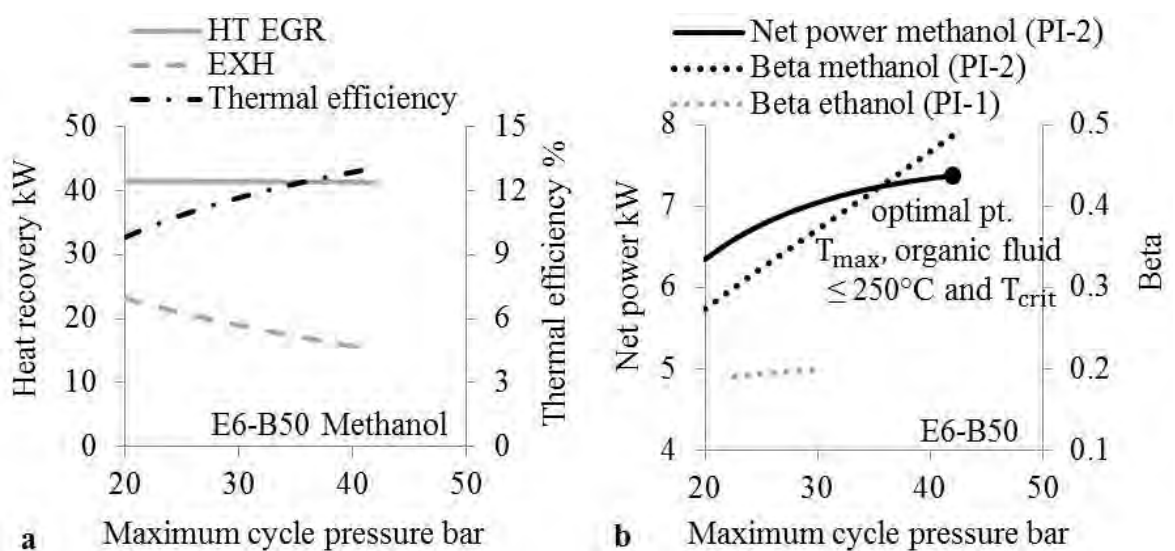 HT EGR
EXH
Thermal efficiency
50
40
30
20
10
0
Heat recovery kW
15
12
9
6
3
0
Thermal efficiency %
E6-B50 Methanol
20
30
40
50
a
Maximum cycle pressure bar
Net power methanol (PI-2)
Beta methanol (PI-2)
Beta ethanol (PI-1)
8
7
6
5
4
Net power kW
0.5
0.4
0.3
0.2
0.1
Beta
optimal pt.
Tmax, organic fluid
≤ 250°C and Tcrit
E6-B50
20
30
40
50
b
Maximum cycle pressure bar